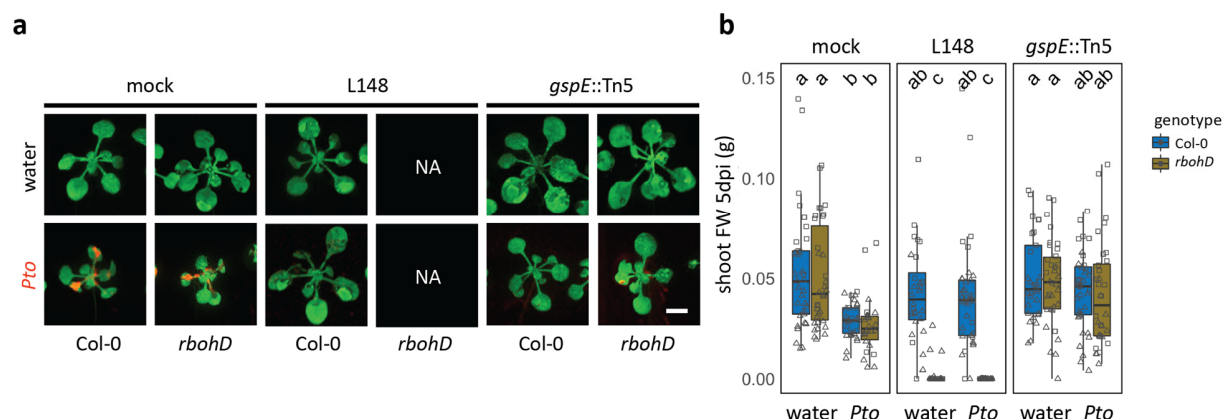 a
mock L148 gspE::Tn5
water
NA
Pto
NA
Col-0 rbohD Col-0 rbohD Col-0 rbohD
b
mock L148 gspE::Tn5
a a b b ab c ab c a a ab ab
0.15
0.10
0.05
0.00
shoot FW 5dpi (g)
water Pto water Pto water Pto
genotype
Col-0
rbohD